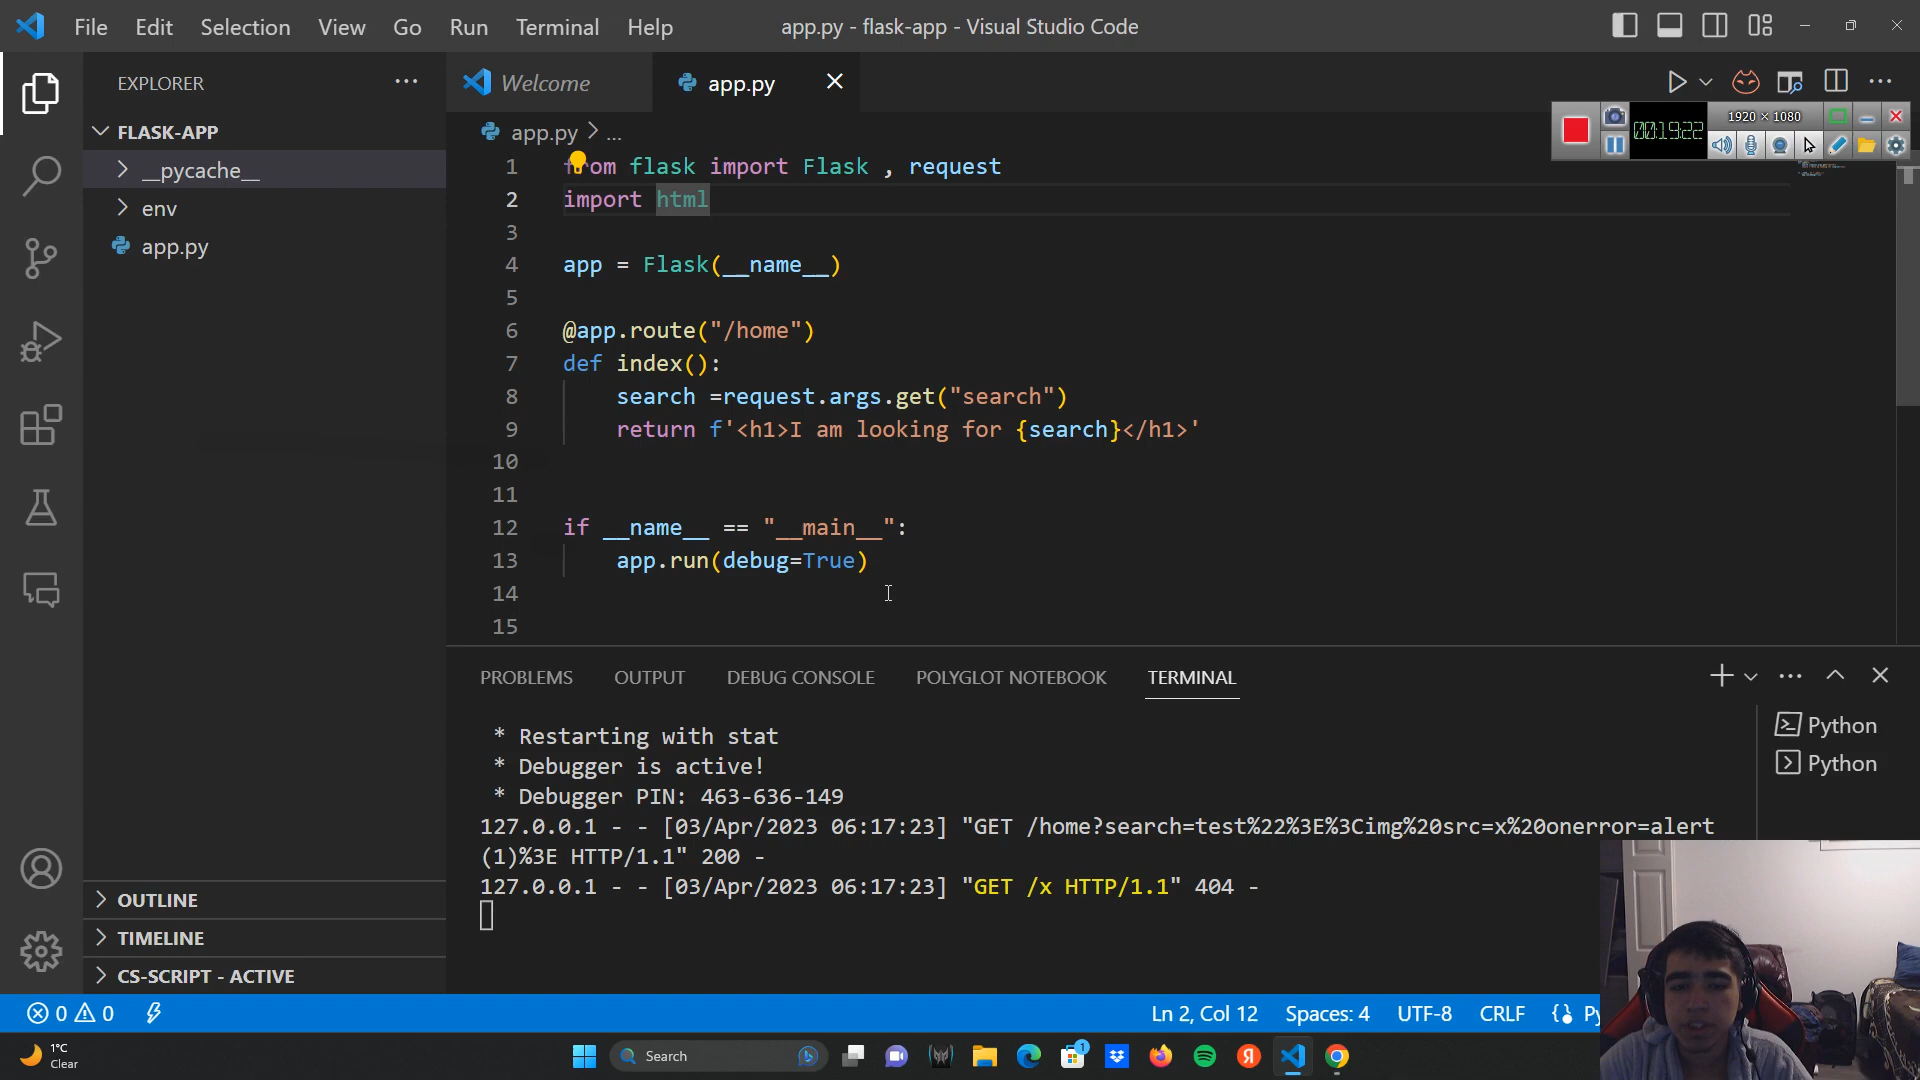 File Edit Selection View Go Run Terminal Help
app.py - flask-app - Visual Studio Code
EXPLORER
FLASK-APP
__pycache__
env
app.py
OUTLINE
TIMELINE
CS-SCRIPT - ACTIVE
Welcome
app.py
app.py > ...
1920 × 1080
00:19:22
1 from flask import Flask , request
2 import html
3
4 app = Flask(__name__)
5
6 @app.route("/home")
7 def index():
8 search =request.args.get("search")
9 return f'<h1>I am looking for {search}</h1>'
10
11
12 if __name__ == "__main__":
13 app.run(debug=True)
14
15
PROBLEMS OUTPUT DEBUG CONSOLE POLYGLOT NOTEBOOK TERMINAL
* Restarting with stat
* Debugger is active!
* Debugger PIN: 463-636-149
127.0.0.1 - - [03/Apr/2023 06:17:23] "GET /home?search=test%22%3E%3Cimg%20src=x%20onerror=alert
(1)%3E HTTP/1.1" 200 -
127.0.0.1 - - [03/Apr/2023 06:17:23] "GET /x HTTP/1.1" 404 -
Python
Python
0 0
Ln 2, Col 12 Spaces: 4 UTF-8 CRLF Py
1°C
Clear
Search
1
Я